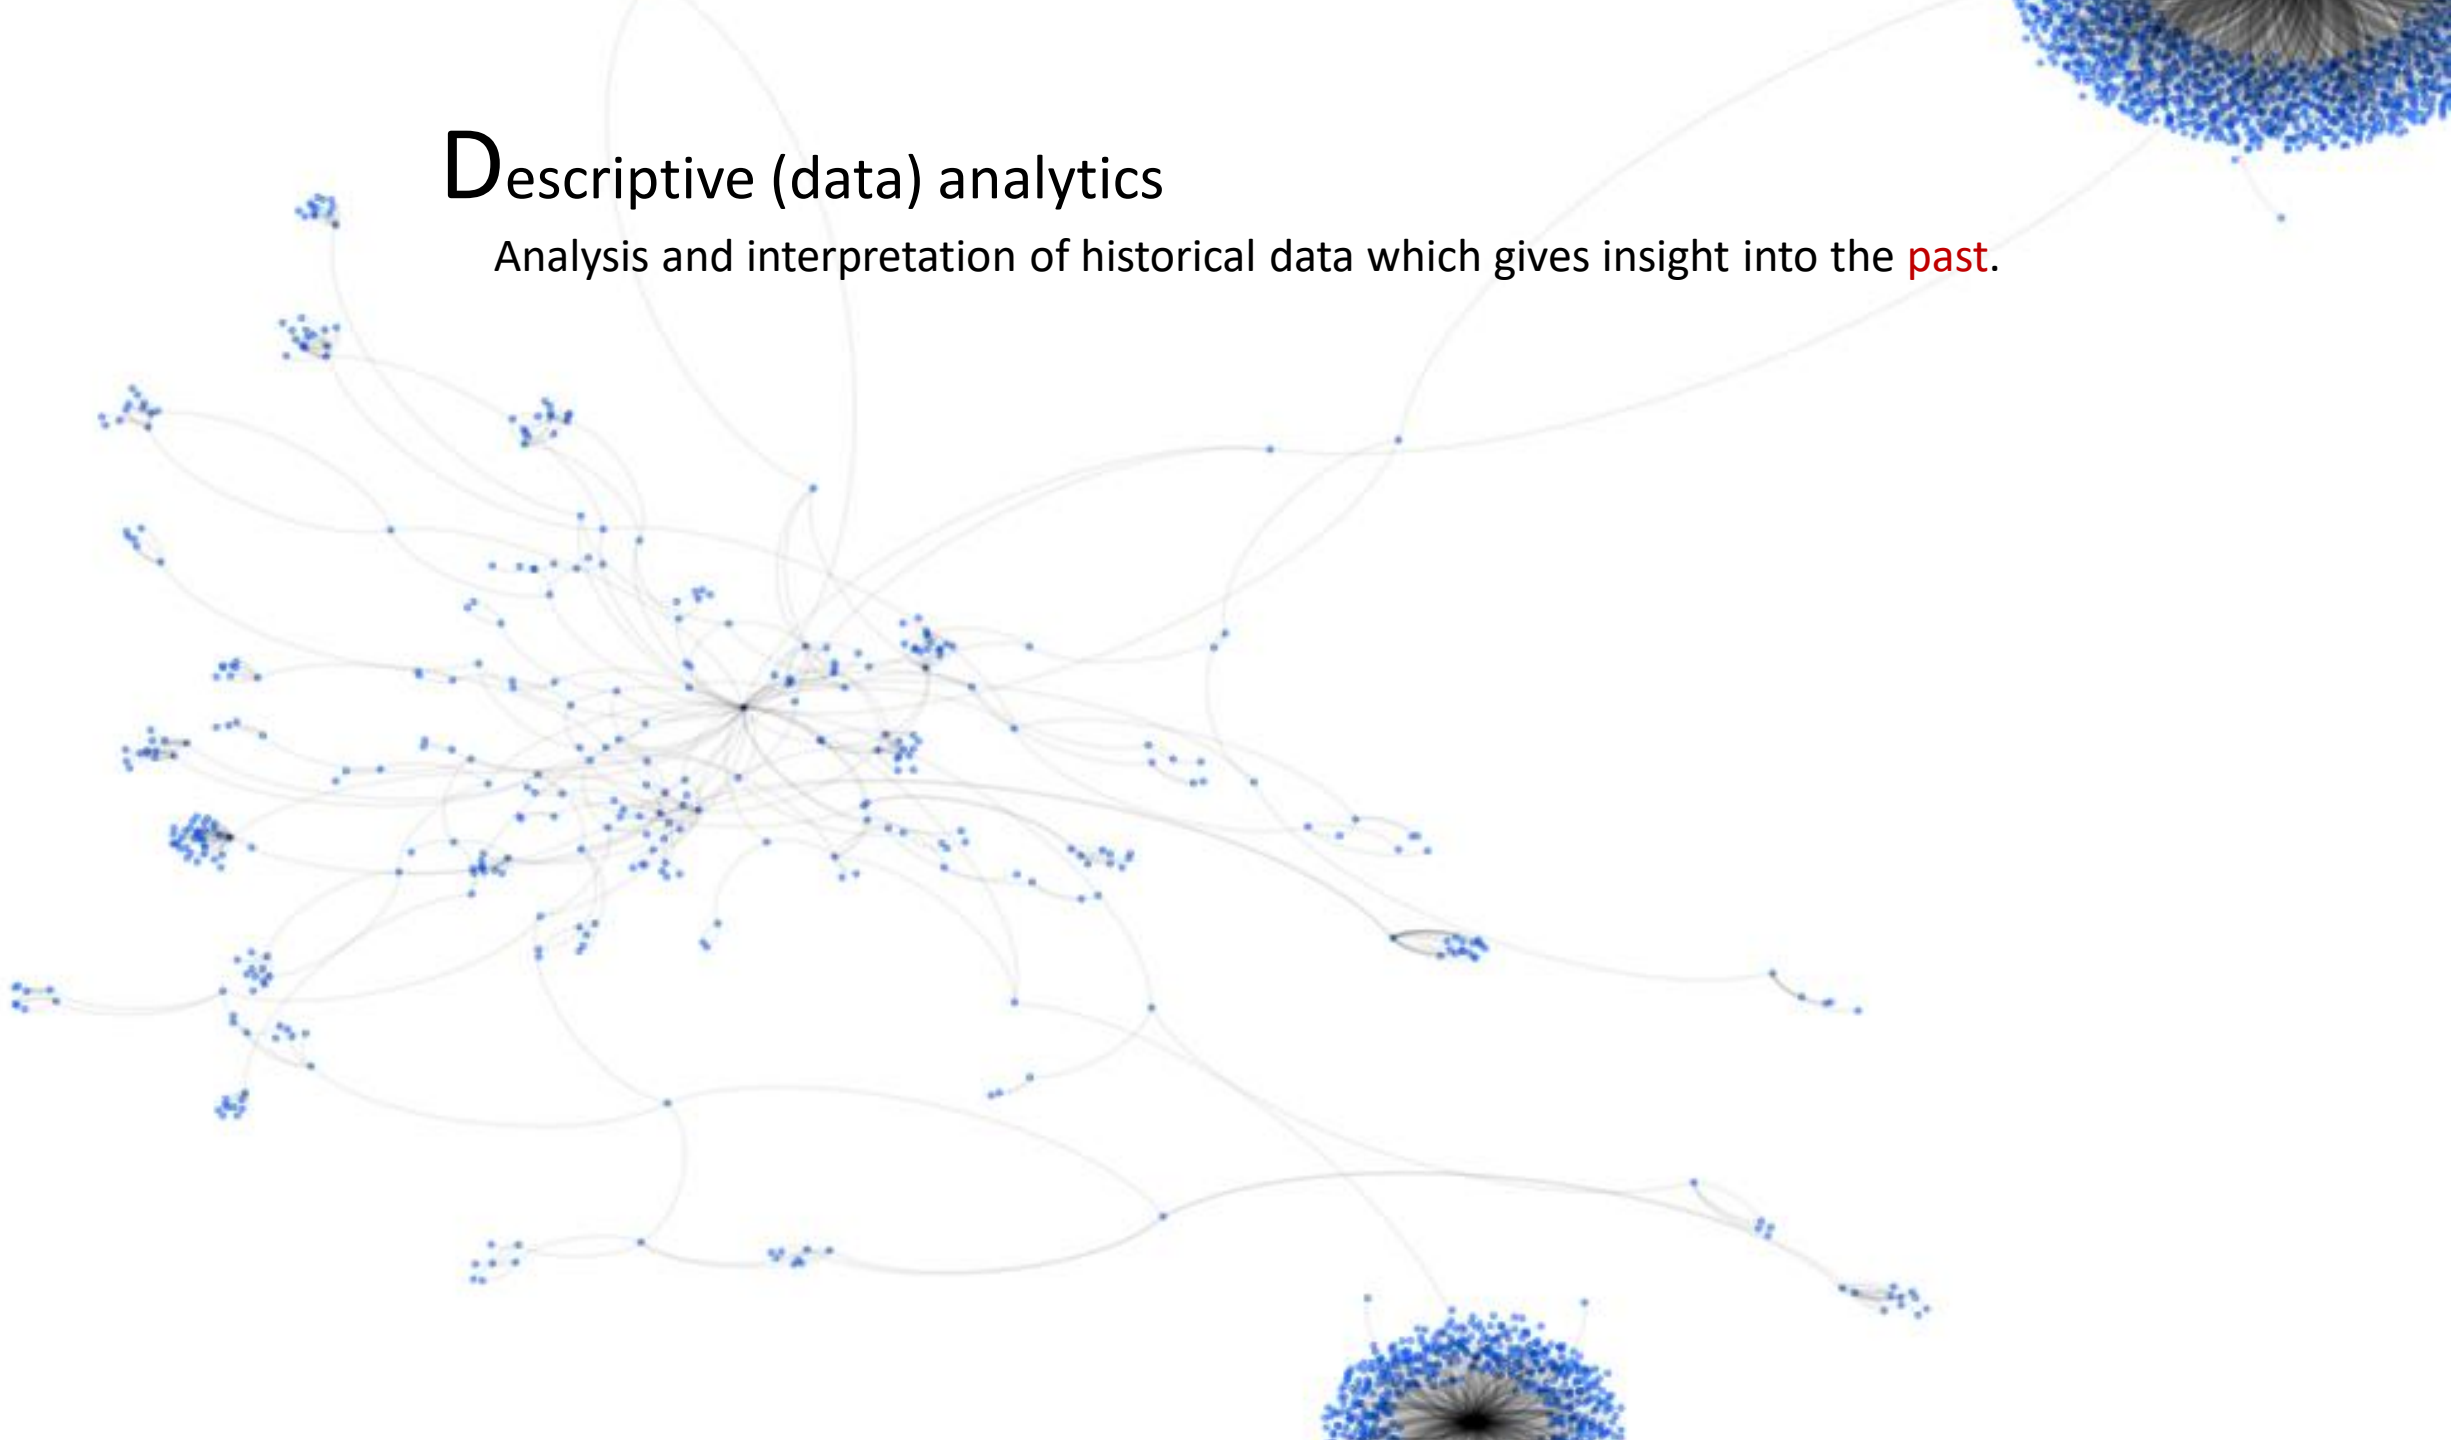 Descriptive (data) analytics
Analysis and interpretation of historical data which gives insight into the past.